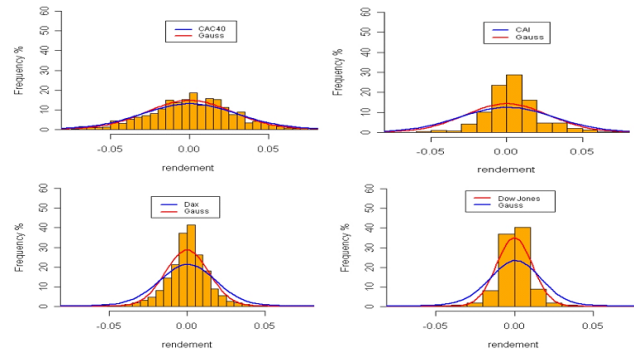 CAC40
Gauss
Frequency %
0 10 20 30 40 50 60
-0.05 0.00 0.05
rendement
CAI
Gauss
Frequency %
0 10 20 30 40 50 60
-0.05 0.00 0.05
rendement
Dax
Gauss
Frequency %
0 10 20 30 40 50 60
-0.05 0.00 0.05
rendement
Dow Jones
Gauss
Frequency %
0 10 20 30 40 50 60
-0.05 0.00 0.05
rendement